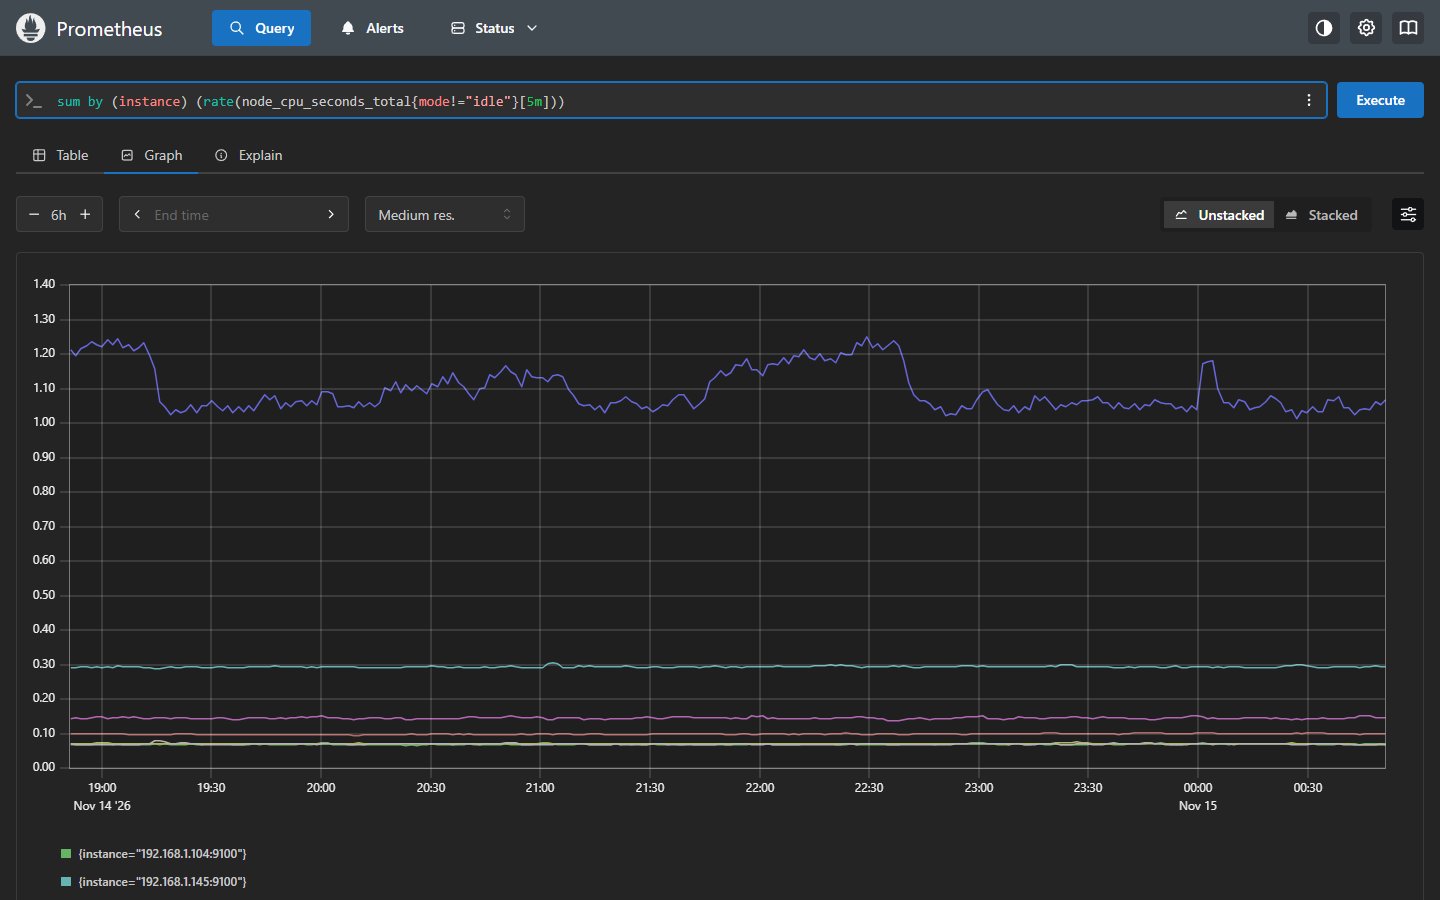 Prometheus
Query
Alerts
Status
sum by (instance) (rate(node_cpu_seconds_total{mode!="idle"}[5m]))
Execute
Table
Graph
Explain
6h
End time
Medium res.
Unstacked
Stacked
1.40
1.30
1.20
1.10
1.00
0.90
0.80
0.70
0.60
0.50
0.40
0.30
0.20
0.10
0.00
19:00
19:30
20:00
20:30
21:00
21:30
22:00
22:30
23:00
23:30
00:00
00:30
Nov 14 '26
Nov 15
{instance="192.168.1.104:9100"}
{instance="192.168.1.145:9100"}